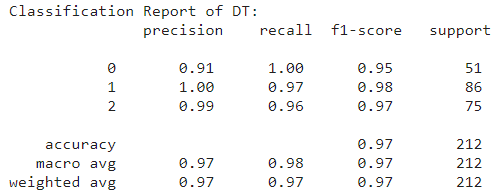 Classification Report of DT:
precision recall f1-score support
0 0.91 1.00 0.95 51
1 1.00 0.97 0.98 86
2 0.99 0.96 0.97 75
accuracy 0.97 212
macro avg 0.97 0.98 0.97 212
weighted avg 0.97 0.97 0.97 212